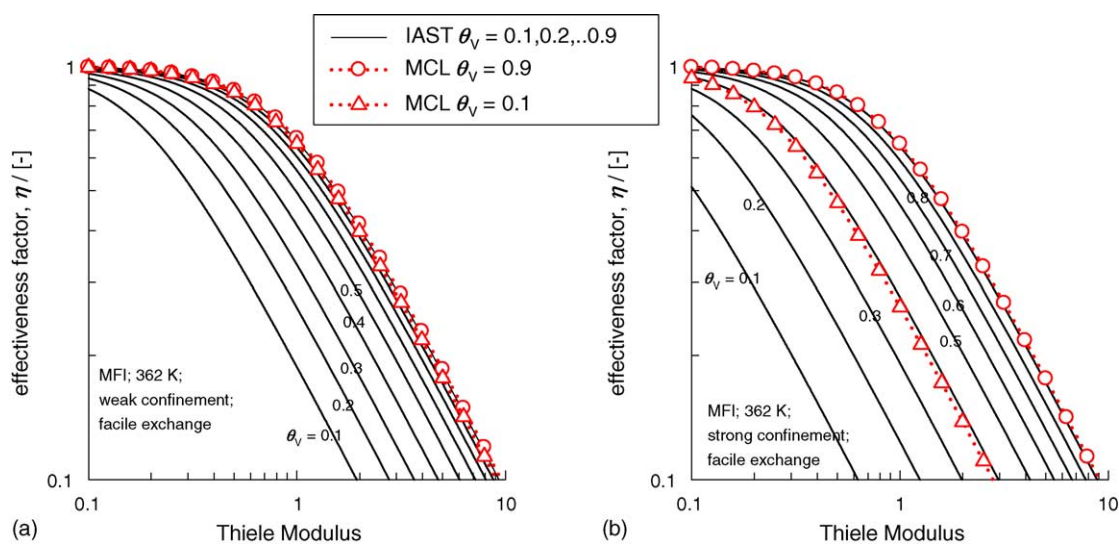 IAST θV = 0.1,0.2,..0.9
MCL θV = 0.9
MCL θV = 0.1
1
effectiveness factor, η / [-]
0.5
0.4
0.3
0.2
θV = 0.1
MFI; 362 K;
weak confinement;
facile exchange
0.1
0.1
1
10
(a)
Thiele Modulus
1
effectiveness factor, η / [-]
0.8
0.2
0.7
θV = 0.1
0.6
0.3
0.5
MFI; 362 K;
strong confinement;
facile exchange
0.1
0.1
1
10
(b)
Thiele Modulus